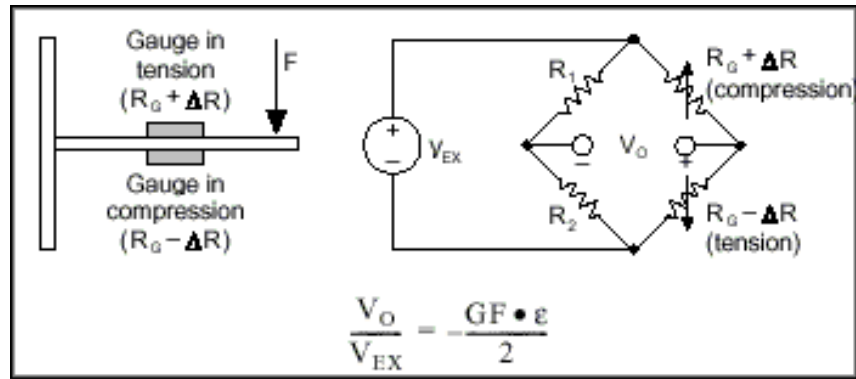 Gauge in
tension
(R_G + ΔR)
F
Gauge in
compression
(R_G − ΔR)
+
−
V_EX
R_1
R_G + ΔR
(compression)
−
V_O
+
R_2
R_G − ΔR
(tension)
V_O / V_EX = − GF • ε / 2